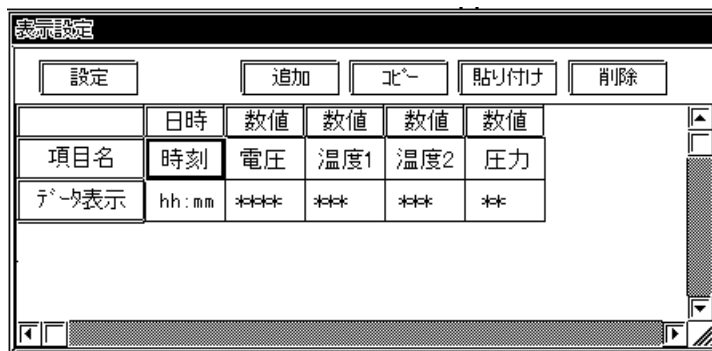 表示設定
設定 追加 ｺﾋﾟｰ 貼り付け 削除
日時 数値 数値 数値 数値
項目名 時刻 電圧 温度1 温度2 圧力
ﾃﾞｰﾀ表示 hh:mm **** *** *** **